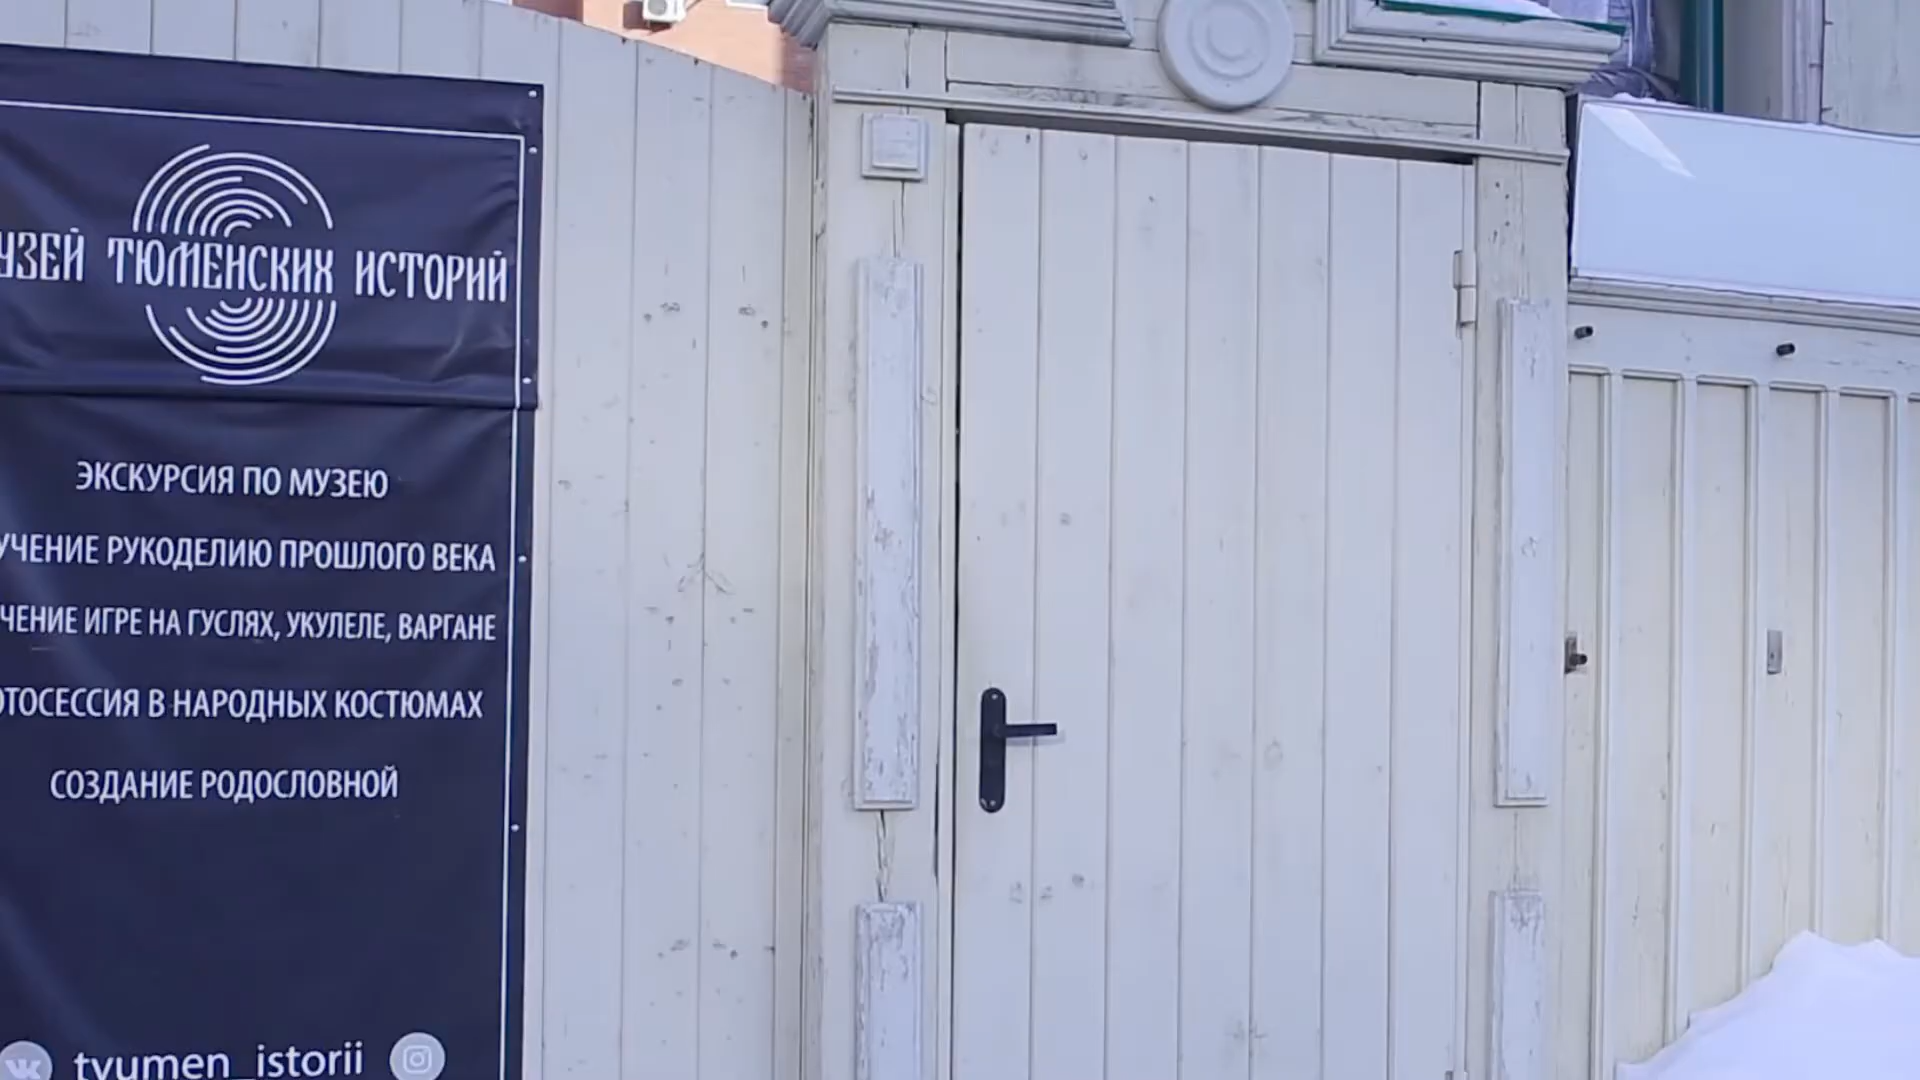 УЗЕЙ ТЮМЕНСКИХ ИСТОРИЙ
ЭКСКУРСИЯ ПО МУЗЕЮ
УЧЕНИЕ РУКОДЕЛИЮ ПРОШЛОГО ВЕКА
ЧЕНИЕ ИГРЕ НА ГУСЛЯХ, УКУЛЕЛЕ, ВАРГАНЕ
ОТОСЕССИЯ В НАРОДНЫХ КОСТЮМАХ
СОЗДАНИЕ РОДОСЛОВНОЙ
tyumen_istorii